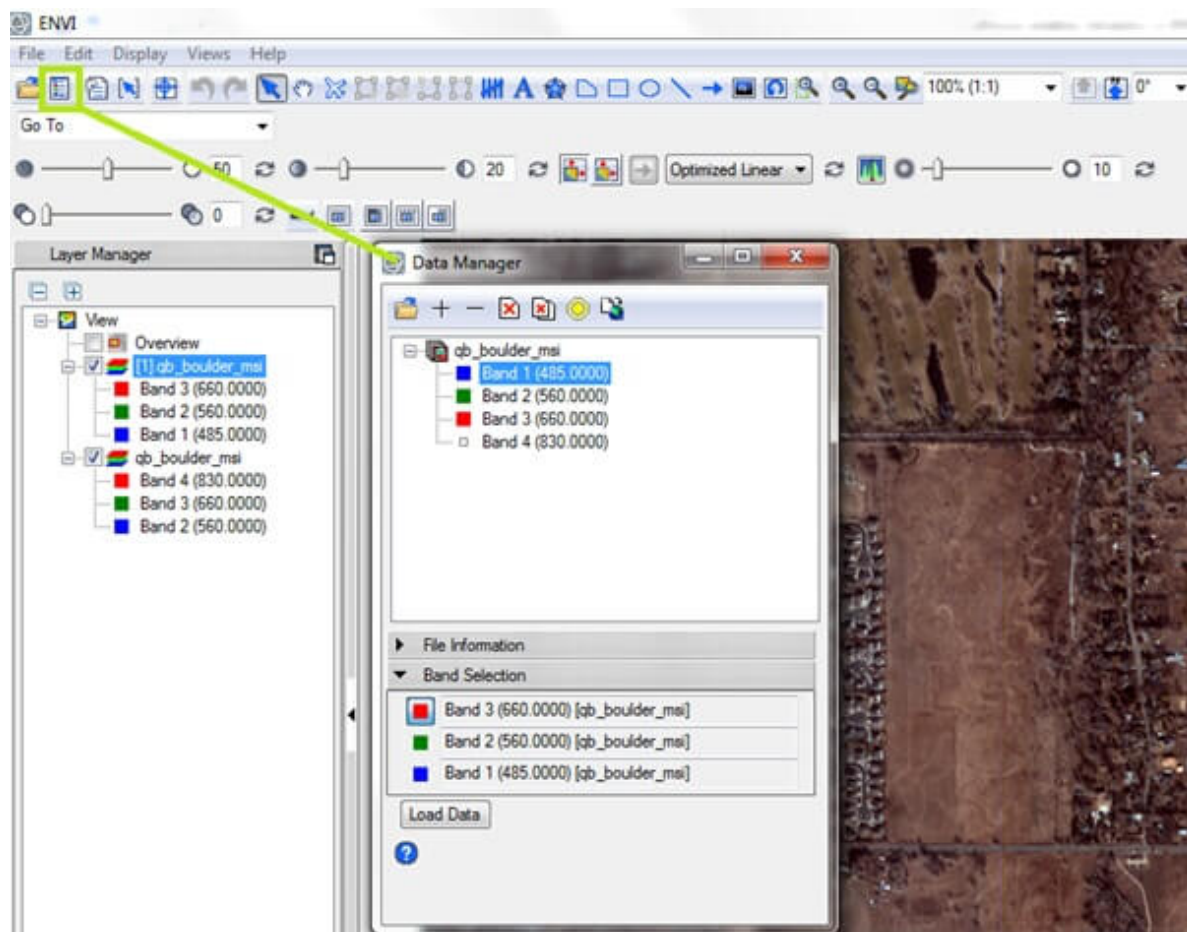 ENVI
File Edit Display Views Help
100% (1:1) 0°
Go To
50 20 Optimized Linear 10
0
Layer Manager
View
Overview
[1] qb_boulder_msi
Band 3 (660.0000)
Band 2 (560.0000)
Band 1 (485.0000)
qb_boulder_msi
Band 4 (830.0000)
Band 3 (660.0000)
Band 2 (560.0000)
Data Manager
qb_boulder_msi
Band 1 (485.0000)
Band 2 (560.0000)
Band 3 (660.0000)
Band 4 (830.0000)
File Information
Band Selection
Band 3 (660.0000) [qb_boulder_msi]
Band 2 (560.0000) [qb_boulder_msi]
Band 1 (485.0000) [qb_boulder_msi]
Load Data